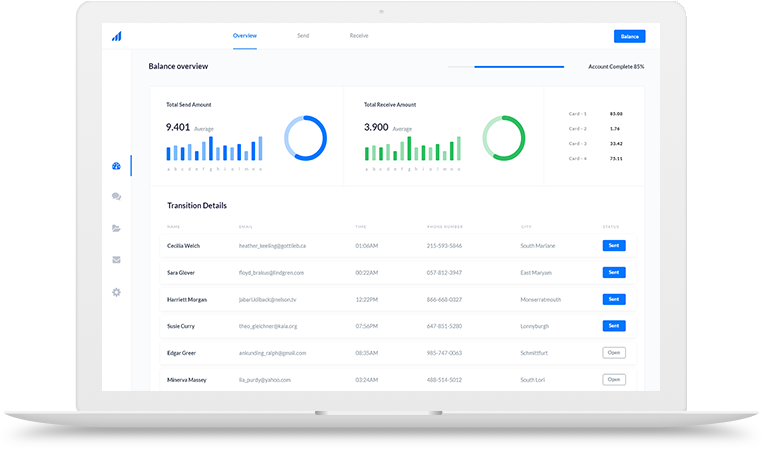 Overview Send Receive Balance
Balance overview Account Complete 85%
Total Send Amount Total Receive Amount
9.401 Average 3.900 Average
Card - 1 85.08
Card - 2 1.76
Card - 3 33.42
Card - 4 73.11
a b c d e f g h i l m n o a b c d e f g h i l m n o
Transition Details
NAME EMAIL TIME PHONE NUMBER CITY STATUS
Cecilia Welch heather_keeling@gottlieb.ca 01:06AM 215-593-5846 South Marlane Sent
Sara Glover floyd_brakus@lindgren.com 00:22AM 057-812-3947 East Maryam Sent
Harriett Morgan jabari.kilback@nelson.tv 12:22PM 866-660-0327 Monserratmouth Sent
Susie Curry theo_gleichner@kaia.org 07:56PM 647-851-5280 Lonnyburgh Sent
Edgar Greer ankunding_ralph@gmail.com 08:35AM 985-747-0063 Schmittfurt Open
Minerva Massey lia_purdy@yahoo.com 03:24AM 488-514-5012 South Lori Open